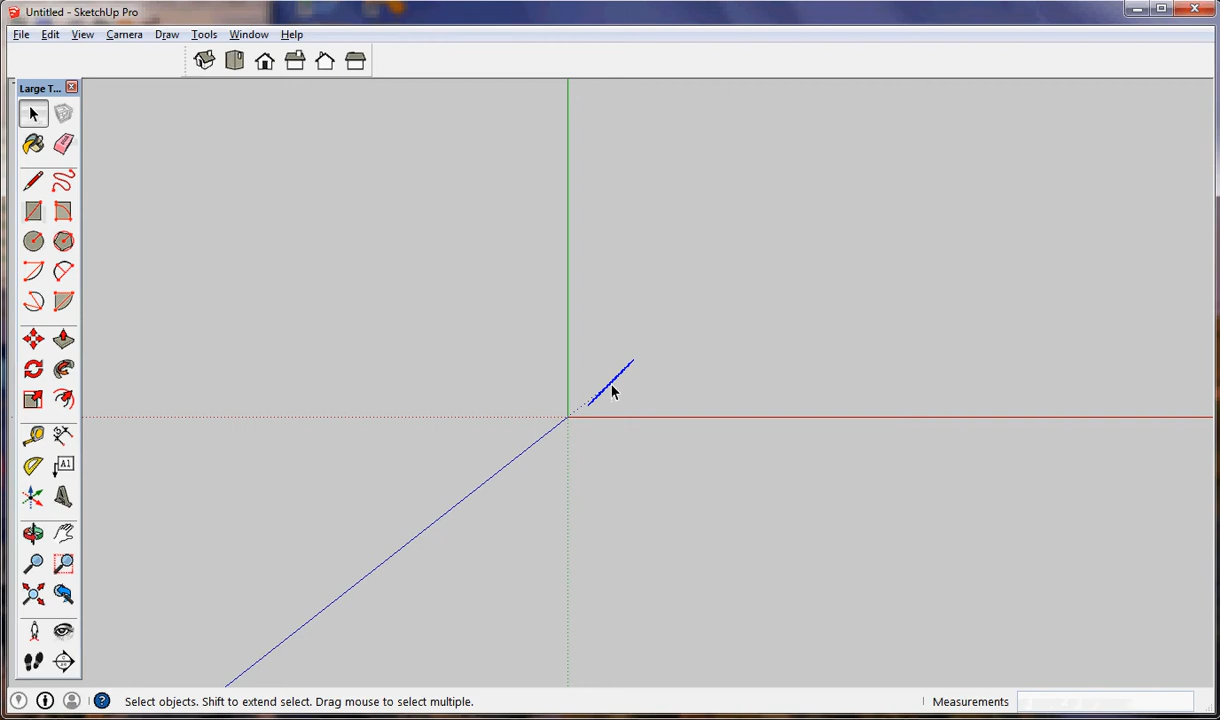 Untitled - SketchUp Pro
File Edit View Camera Draw Tools Window Help
Large T...
A1
Select objects. Shift to extend select. Drag mouse to select multiple.
Measurements